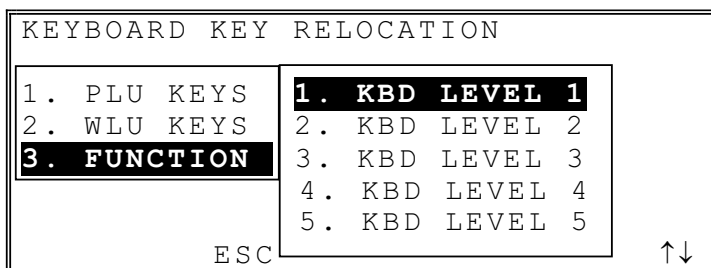 KEYBOARD KEY RELOCATION
1. PLU KEYS
2. WLU KEYS
3. FUNCTION
1. KBD LEVEL 1
2. KBD LEVEL 2
3. KBD LEVEL 3
4. KBD LEVEL 4
5. KBD LEVEL 5
ESC ↑↓